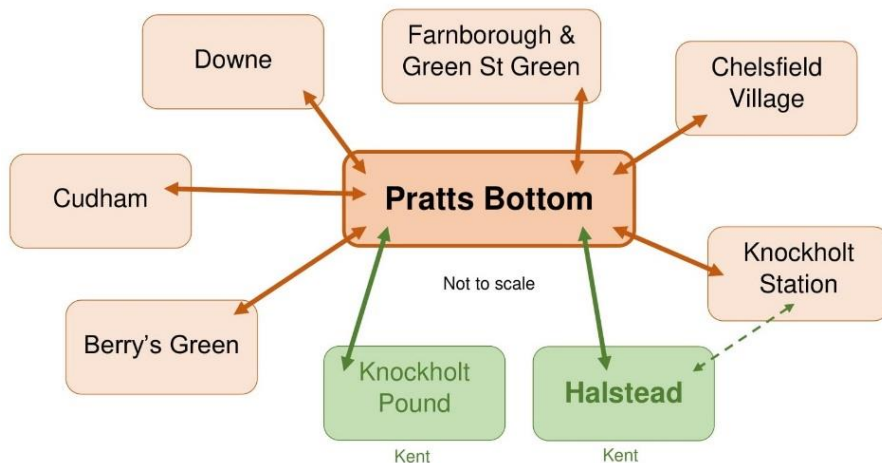 Farnborough &
Green St Green
Downe
Chelsfield
Village
Cudham
Pratts Bottom
Knockholt
Station
Not to scale
Berry’s Green
Knockholt
Pound
Halstead
Kent
Kent